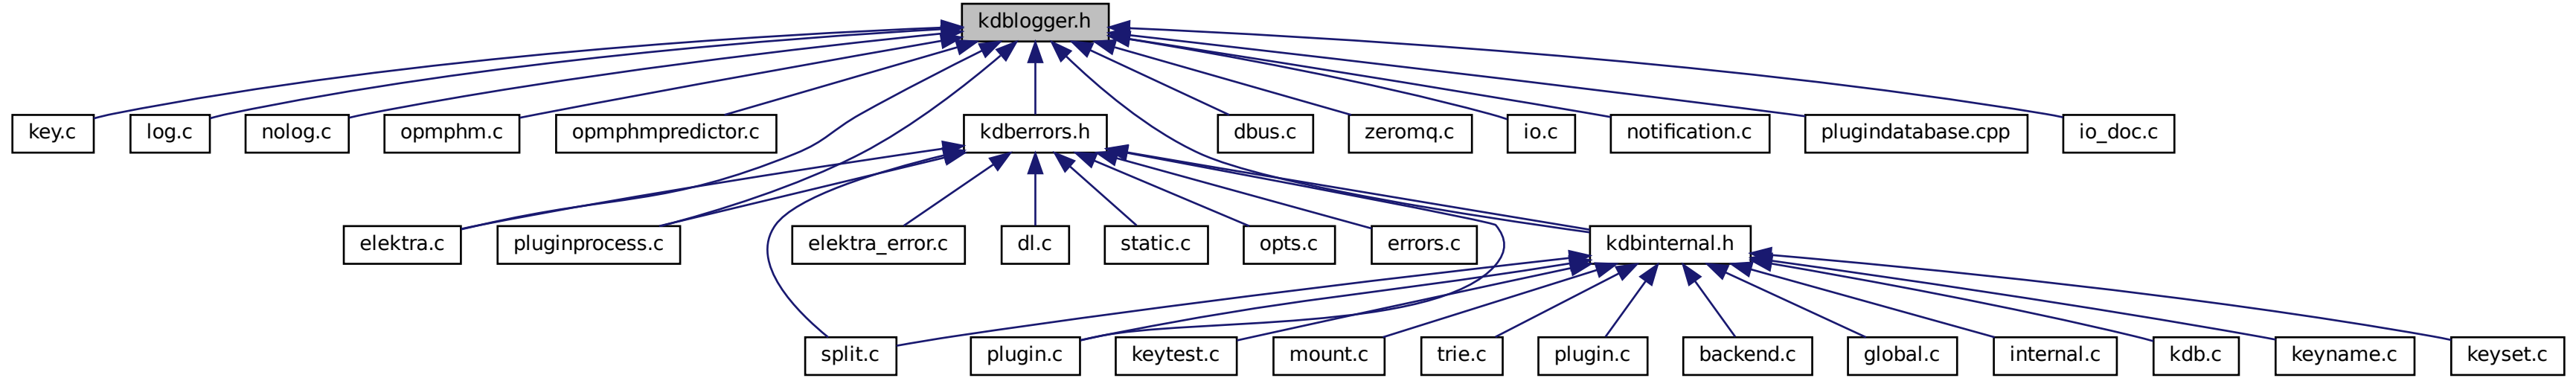 kdblogger.h
key.c
log.c
nolog.c
opmphm.c
opmphmpredictor.c
kdberrors.h
dbus.c
zeromq.c
io.c
notification.c
plugindatabase.cpp
io_doc.c
elektra.c
pluginprocess.c
elektra_error.c
dl.c
static.c
opts.c
errors.c
kdbinternal.h
split.c
plugin.c
keytest.c
mount.c
trie.c
plugin.c
backend.c
global.c
internal.c
kdb.c
keyname.c
keyset.c